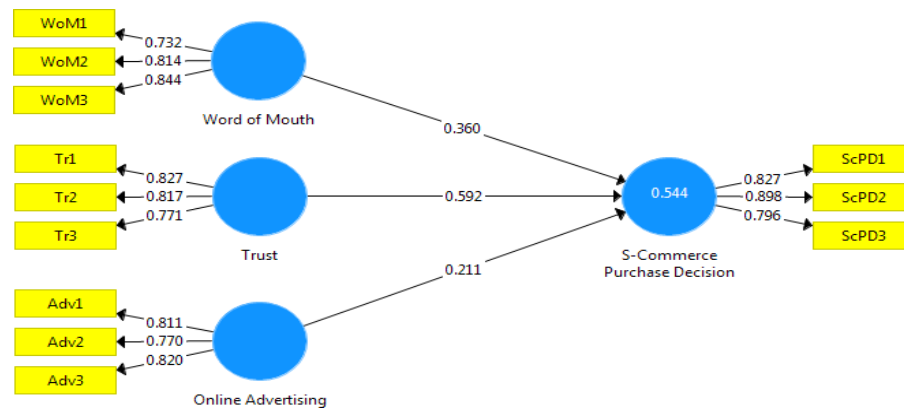 WoM1
0.732
WoM2
0.814
WoM3
0.844
Word of Mouth
0.360
Tr1
0.827
Tr2
0.817
Tr3
0.771
Trust
0.592
Adv1
0.811
Adv2
0.770
Adv3
0.820
Online Advertising
0.211
0.544
S-Commerce
Purchase Decision
0.827
ScPD1
0.898
ScPD2
0.796
ScPD3